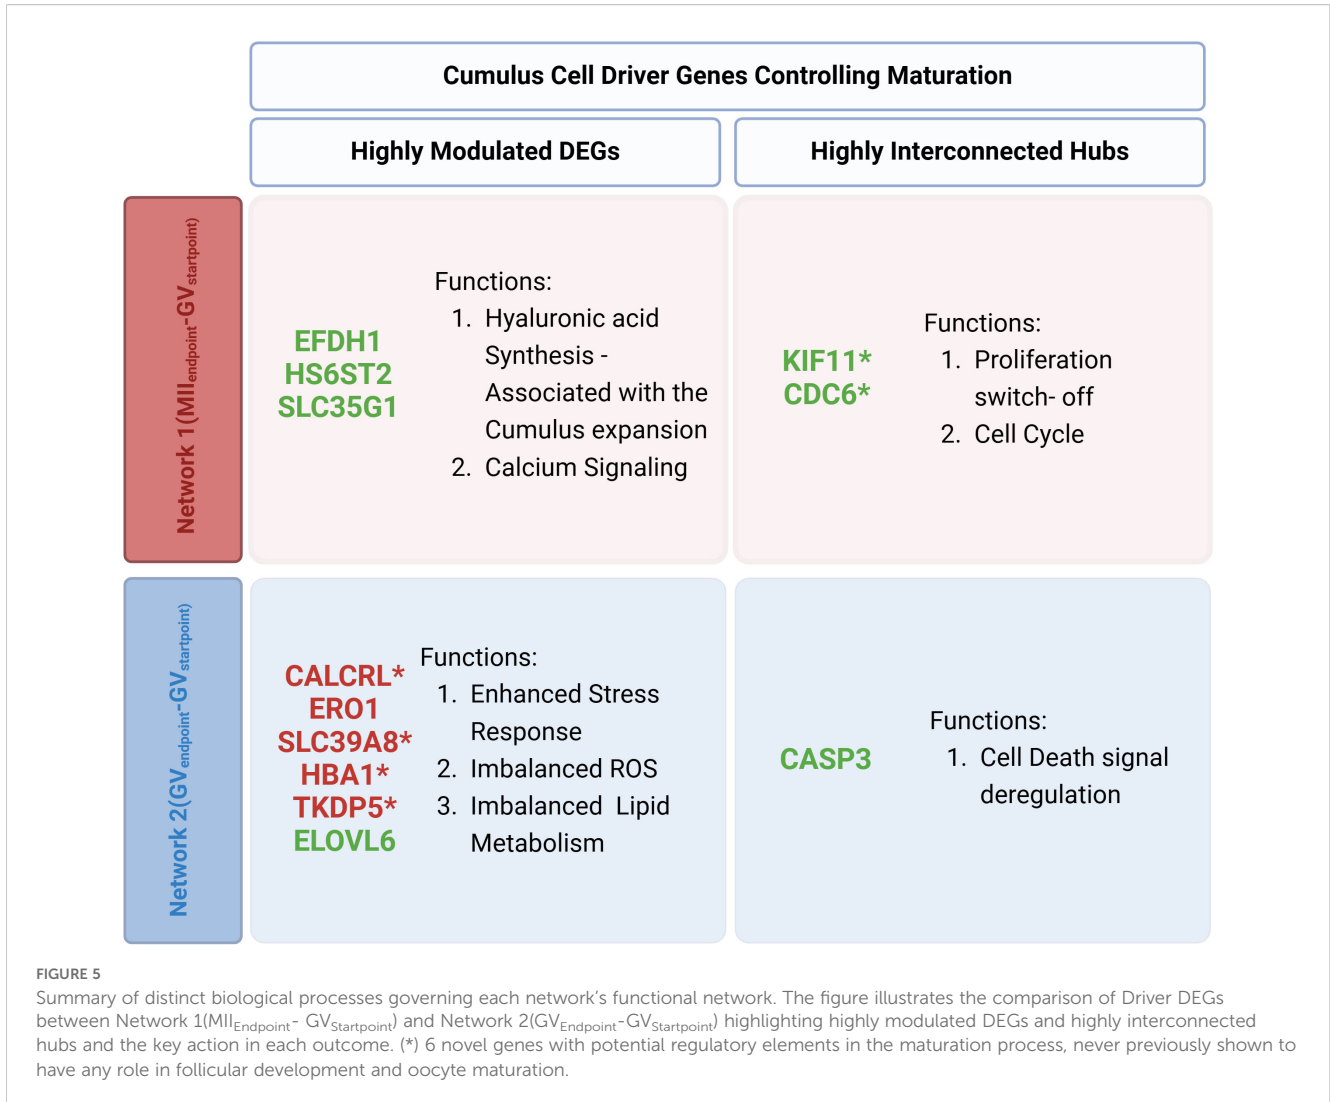 Cumulus Cell Driver Genes Controlling Maturation
Highly Modulated DEGs
Highly Interconnected Hubs
Network 1(MIIendpoint-GVstartpoint)
EFDH1
HS6ST2
SLC35G1
Functions:
1. Hyaluronic acid
Synthesis -
Associated with the
Cumulus expansion
2. Calcium Signaling
KIF11*
CDC6*
Functions:
1. Proliferation
switch- off
2. Cell Cycle
Network 2(GVendpoint-GVstartpoint)
CALCRL*
ERO1
SLC39A8*
HBA1*
TKDP5*
ELOVL6
Functions:
1. Enhanced Stress
Response
2. Imbalanced ROS
3. Imbalanced Lipid
Metabolism
CASP3
Functions:
1. Cell Death signal
deregulation
FIGURE 5
Summary of distinct biological processes governing each network's functional network. The figure illustrates the comparison of Driver DEGs
between Network 1(MIIEndpoint- GVStartpoint) and Network 2(GVEndpoint-GVStartpoint) highlighting highly modulated DEGs and highly interconnected
hubs and the key action in each outcome. (*) 6 novel genes with potential regulatory elements in the maturation process, never previously shown to
have any role in follicular development and oocyte maturation.